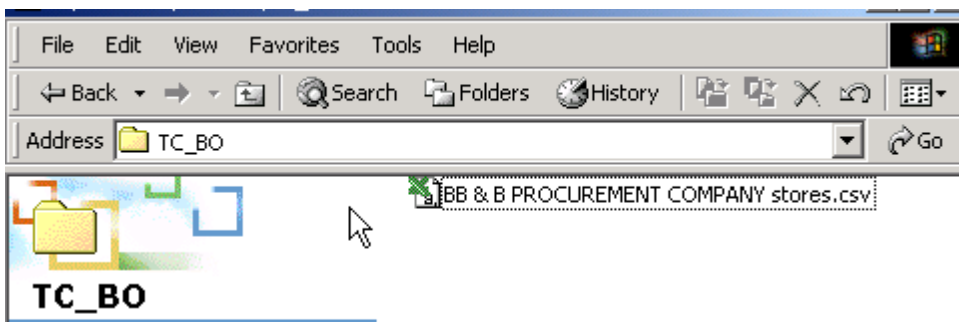 File Edit View Favorites Tools Help
Back Search Folders History
Address TC_BO Go
BB & B PROCUREMENT COMPANY stores.csv
TC_BO